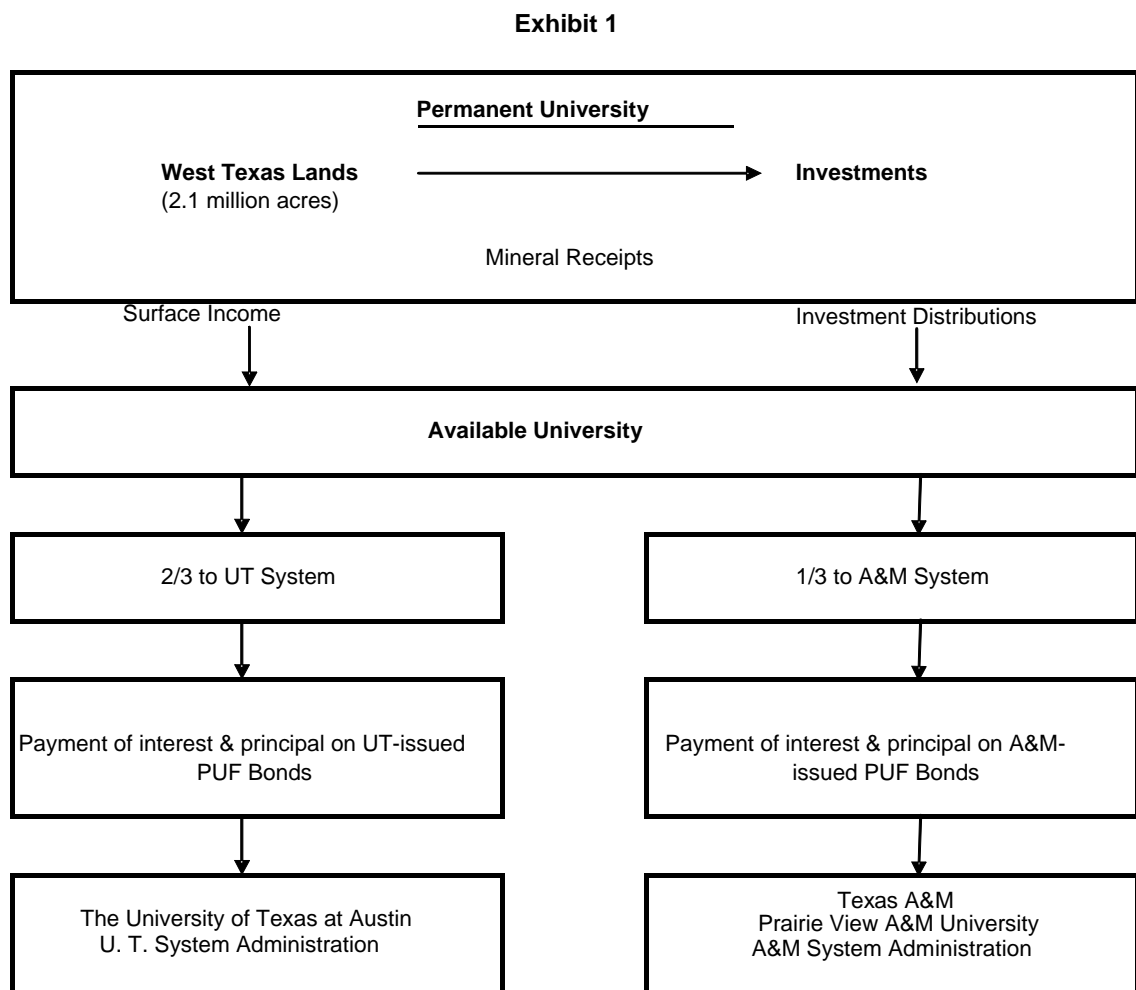 Exhibit 1
Permanent University
West Texas Lands
(2.1 million acres)
Investments
Mineral Receipts
Surface Income
Investment Distributions
Available University
2/3 to UT System
1/3 to A&M System
Payment of interest & principal on UT-issued
PUF Bonds
Payment of interest & principal on A&M-
issued PUF Bonds
The University of Texas at Austin
U. T. System Administration
Texas A&M
Prairie View A&M University
A&M System Administration